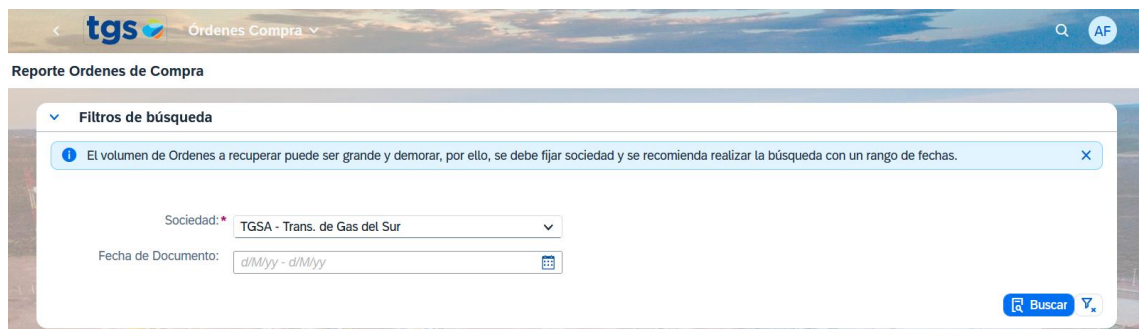 tgs Órdenes Compra AF
Reporte Ordenes de Compra
Filtros de búsqueda
El volumen de Ordenes a recuperar puede ser grande y demorar, por ello, se debe fijar sociedad y se recomienda realizar la búsqueda con un rango de fechas.
Sociedad:* TGSA - Trans. de Gas del Sur
Fecha de Documento: d/M/yy - d/M/yy
Buscar